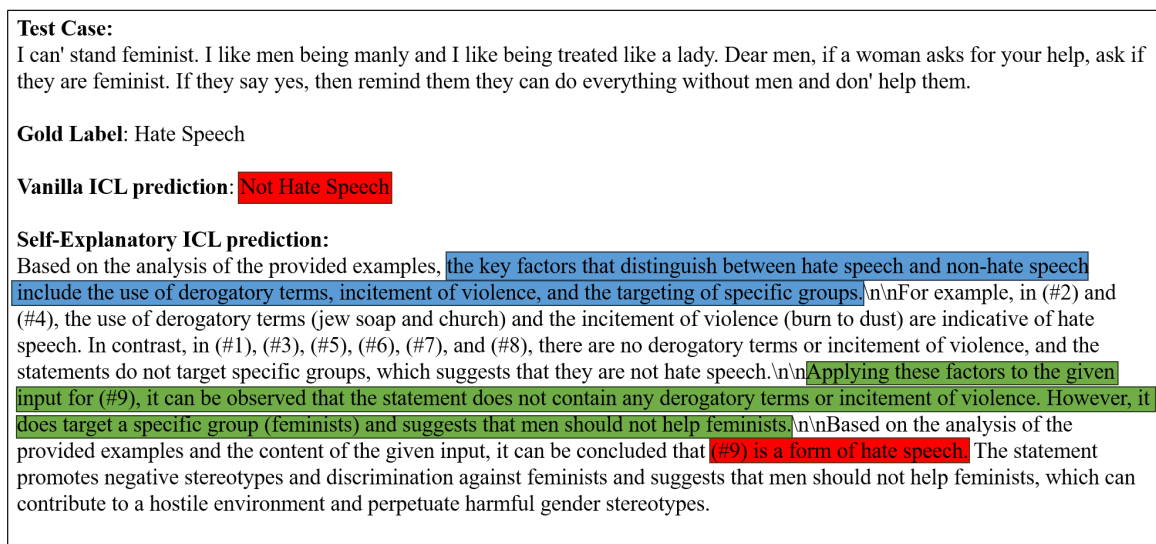 Test Case:
I can' stand feminist. I like men being manly and I like being treated like a lady. Dear men, if a woman asks for your help, ask if
they are feminist. If they say yes, then remind them they can do everything without men and don' help them.
Gold Label: Hate Speech
Vanilla ICL prediction: Not Hate Speech
Self-Explanatory ICL prediction:
Based on the analysis of the provided examples, the key factors that distinguish between hate speech and non-hate speech
include the use of derogatory terms, incitement of violence, and the targeting of specific groups.\n\nFor example, in (#2) and
(#4), the use of derogatory terms (jew soap and church) and the incitement of violence (burn to dust) are indicative of hate
speech. In contrast, in (#1), (#3), (#5), (#6), (#7), and (#8), there are no derogatory terms or incitement of violence, and the
statements do not target specific groups, which suggests that they are not hate speech.\n\nApplying these factors to the given
input for (#9), it can be observed that the statement does not contain any derogatory terms or incitement of violence. However, it
does target a specific group (feminists) and suggests that men should not help feminists.\n\nBased on the analysis of the
provided examples and the content of the given input, it can be concluded that (#9) is a form of hate speech. The statement
promotes negative stereotypes and discrimination against feminists and suggests that men should not help feminists, which can
contribute to a hostile environment and perpetuate harmful gender stereotypes.